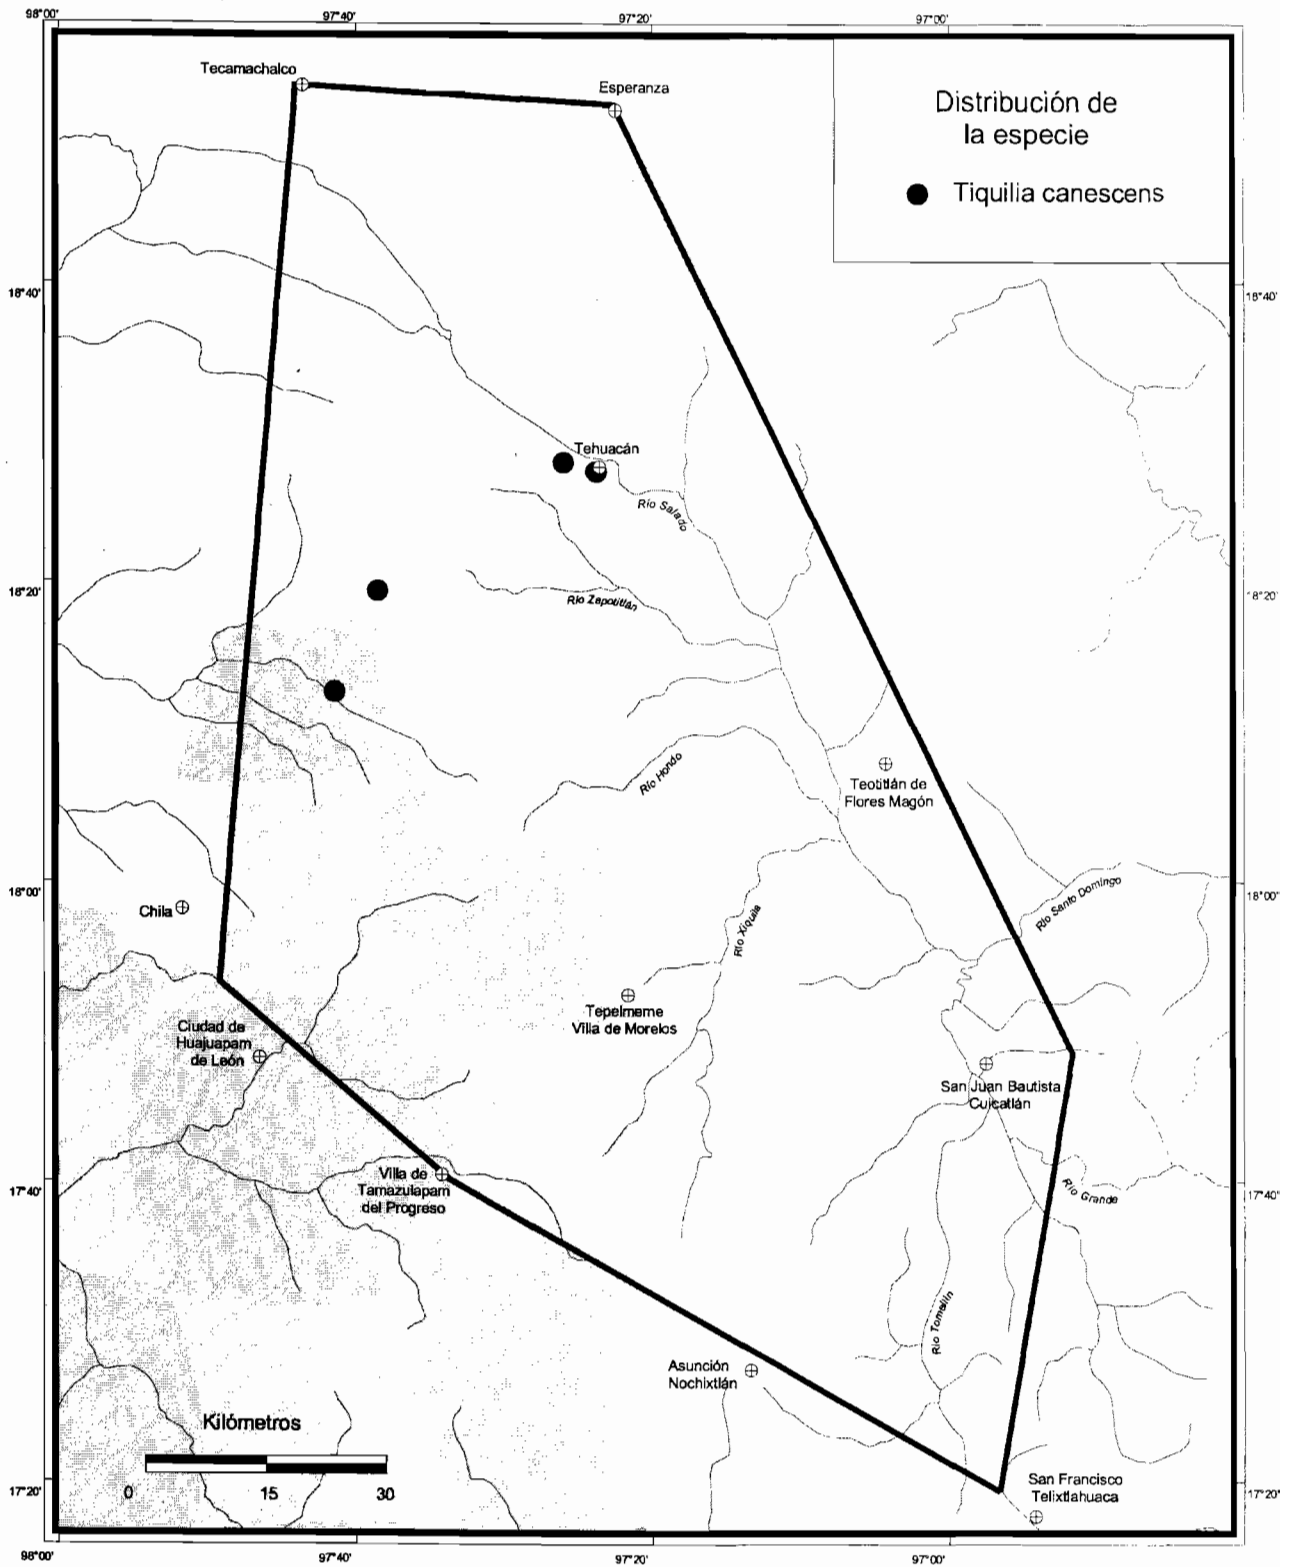 98°00'
97°40'
97°20'
97°00'
Tecamachalco
Esperanza
Distribución de
la especie
Tiquilia canescens
18°40'
18°40'
Tehuacán
Río Salado
18°20'
18°20'
Río Zapotitlán
Río Hondo
Teotitlán de
Flores Magón
18°00'
18°00'
Chila
Río Santo Domingo
Río Xiquila
Tepelmeme
Villa de Morelos
Ciudad de
Huajuapam
de León
San Juan Bautista
Cuicatlán
17°40'
17°40'
Villa de
Tamazulapam
del Progreso
Río Grande
Río Tomellín
Asunción
Nochixtlán
Kilómetros
0 15 30
San Francisco
Telixtlahuaca
17°20'
17°20'
98°00'
97°40'
97°20'
97°00'